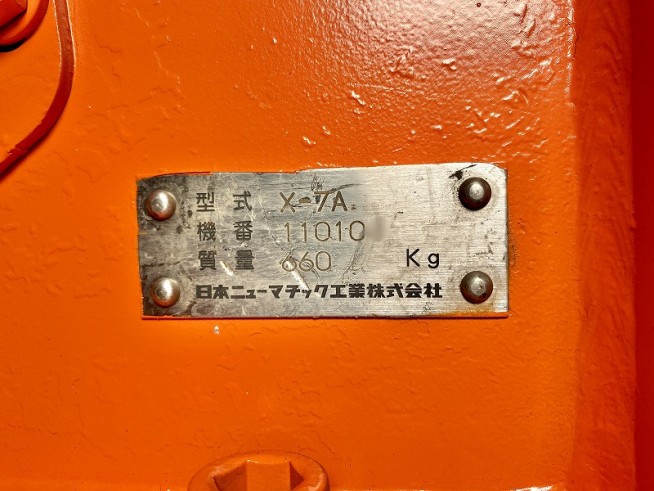 型式 X-7A
機番 11010
質量 660 Kg
日本ニューマチック工業株式会社